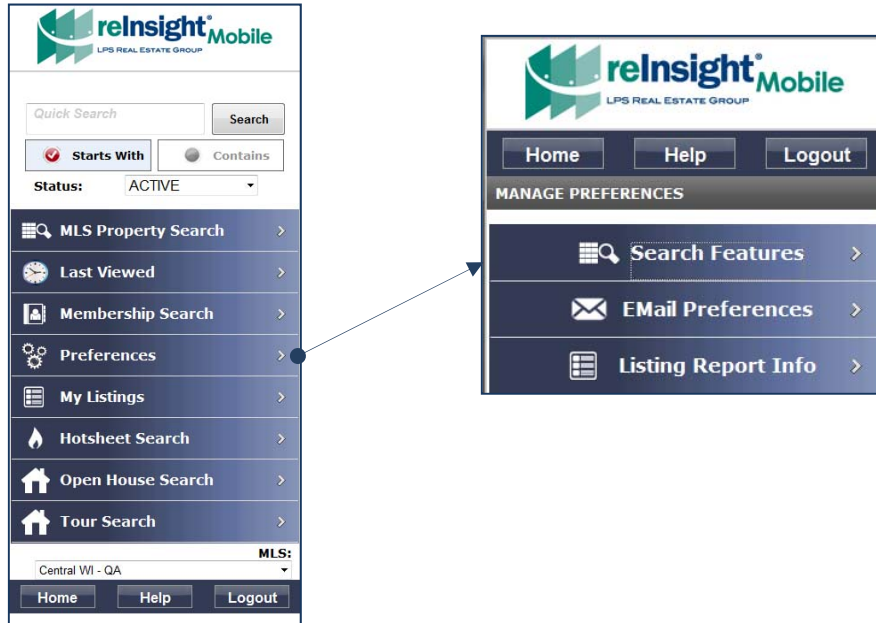 reInsight® Mobile
LPS REAL ESTATE GROUP
Quick Search
Search
Starts With
Contains
Status: ACTIVE
MLS Property Search
Last Viewed
Membership Search
Preferences
My Listings
Hotsheet Search
Open House Search
Tour Search
MLS:
Central WI - QA
Home Help Logout
reInsight® Mobile
LPS REAL ESTATE GROUP
Home Help Logout
MANAGE PREFERENCES
Search Features
EMail Preferences
Listing Report Info